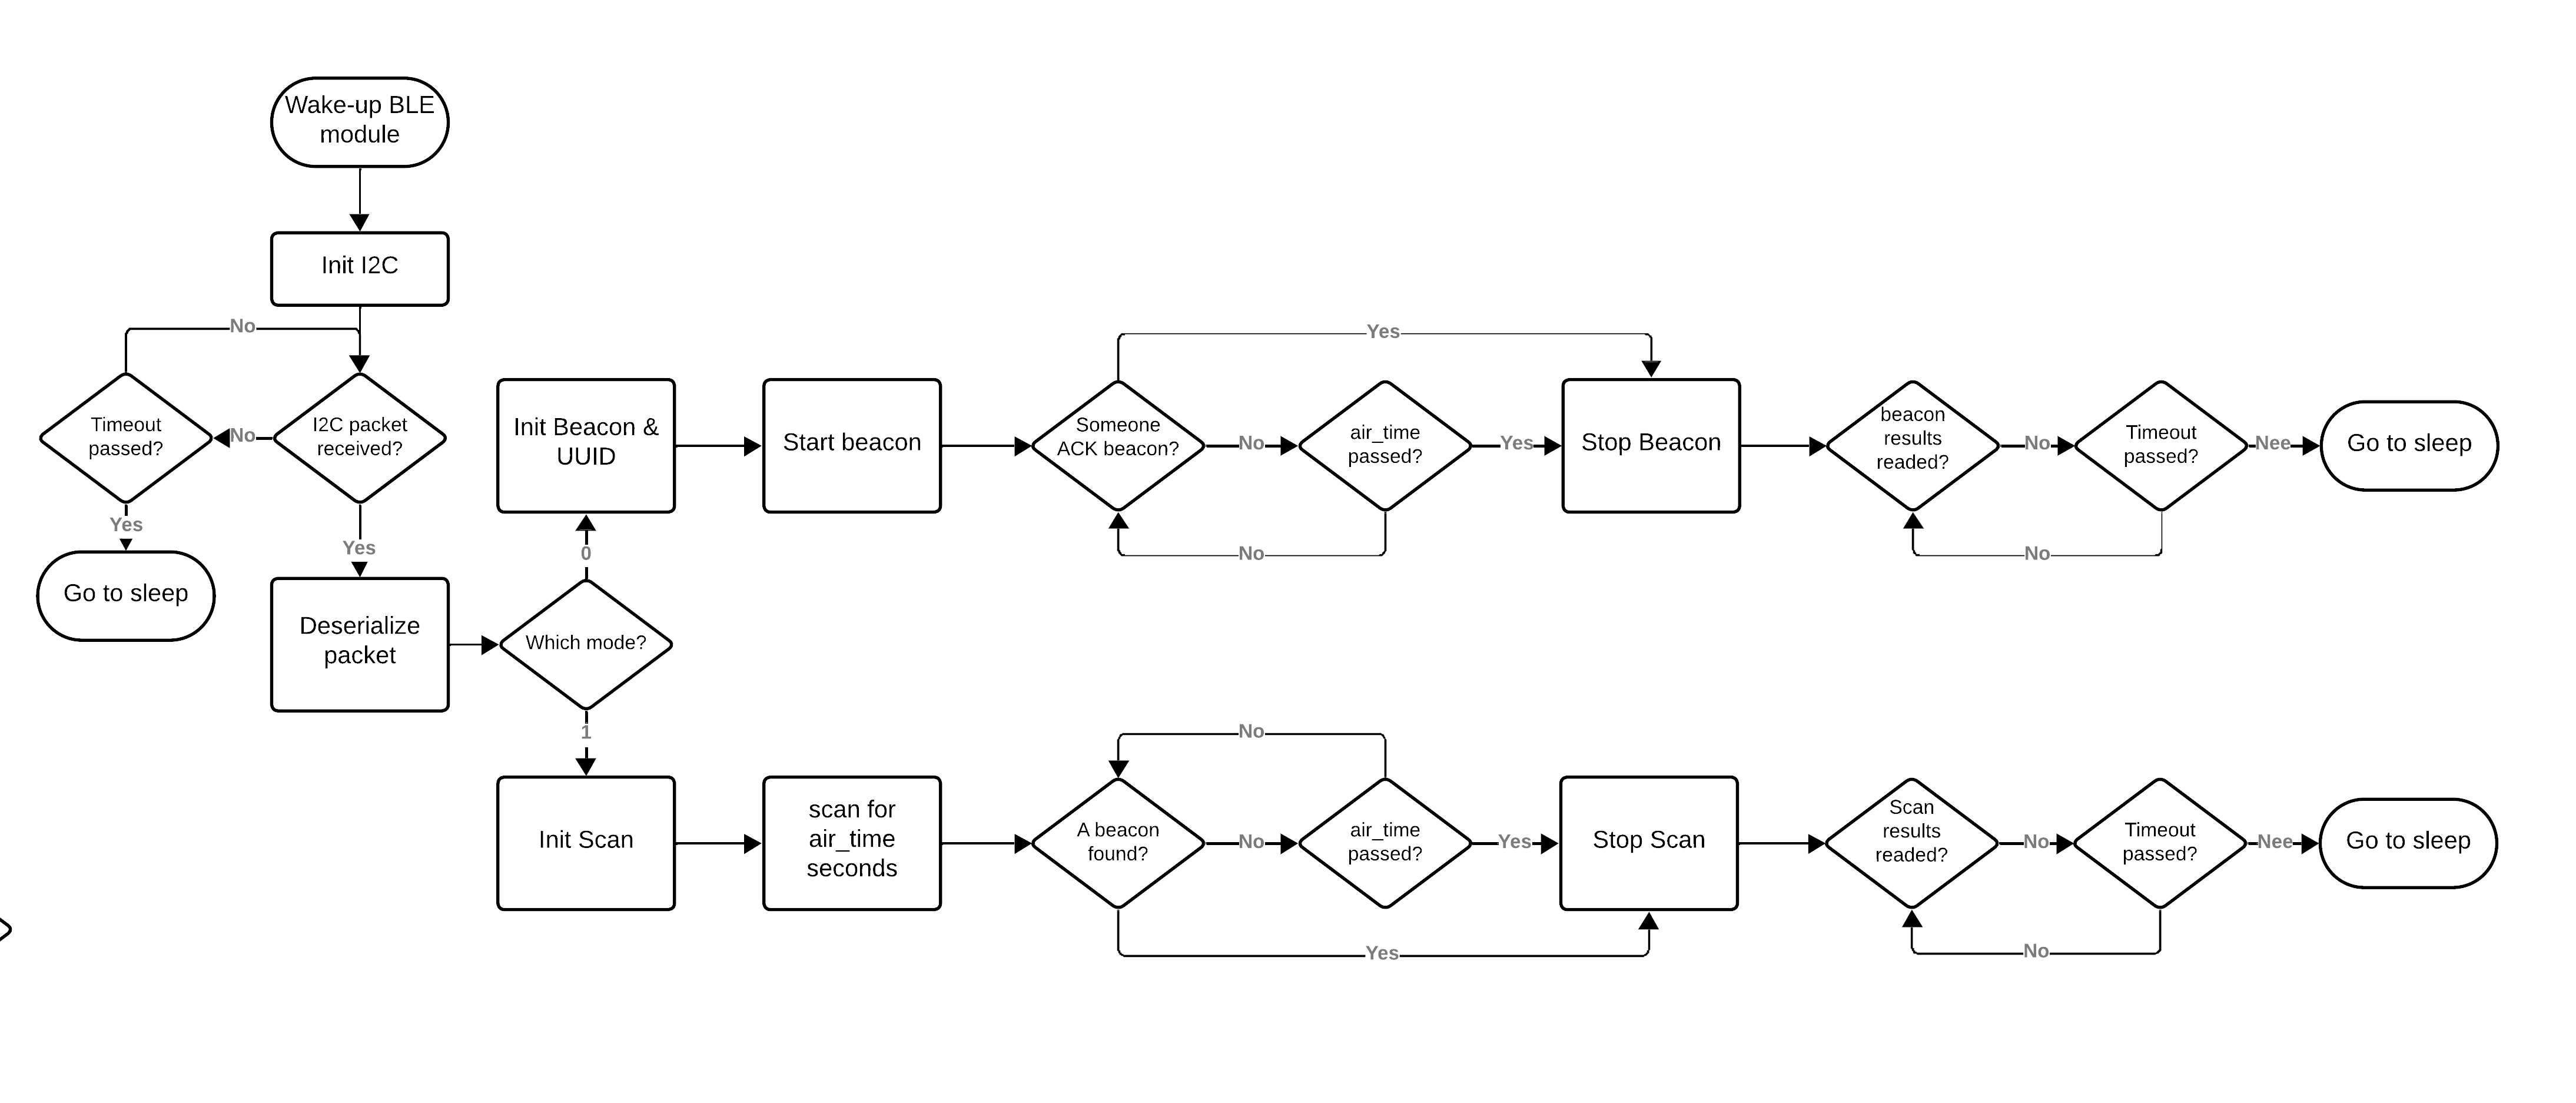 Wake-up BLE
module
Init I2C
No
Timeout
passed?
No
I2C packet
received?
Yes
Go to sleep
Yes
Deserialize
packet
Which mode?
0
1
Init Beacon &
UUID
Start beacon
Someone
ACK beacon?
Yes
No
air_time
passed?
No
Yes
Stop Beacon
beacon
results
readed?
No
Timeout
passed?
No
Nee
Go to sleep
Init Scan
scan for
air_time
seconds
A beacon
found?
No
No
air_time
passed?
Yes
Yes
Stop Scan
Scan
results
readed?
No
Timeout
passed?
No
Nee
Go to sleep